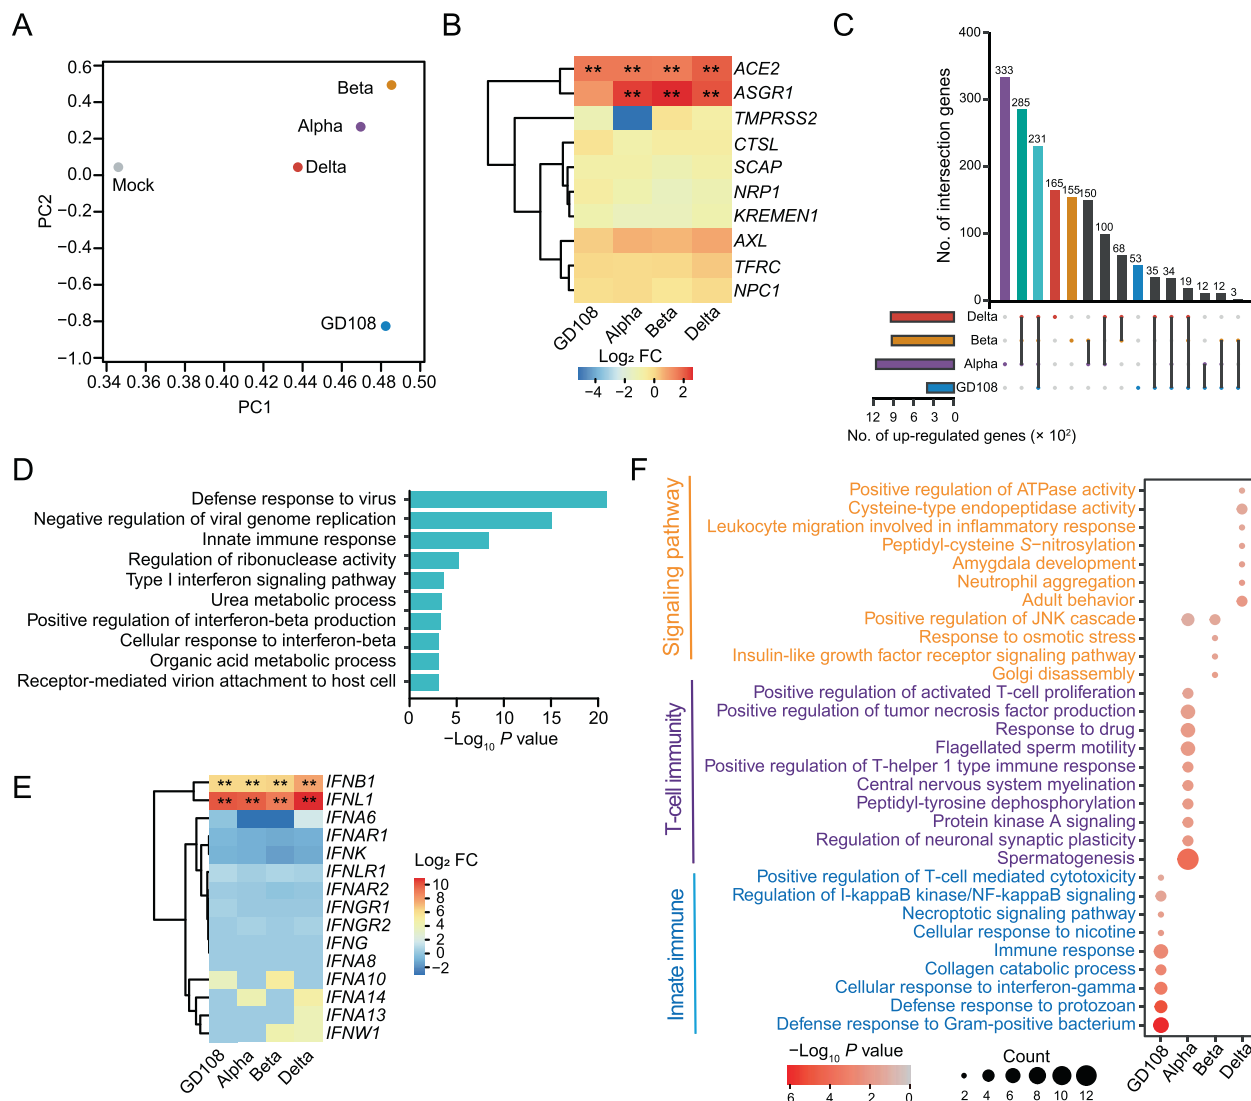 A
0.6
0.4
0.2
0.0
−0.2
−0.4
−0.6
−0.8
−1.0
PC2
Beta
Alpha
Delta
Mock
GD108
0.34 0.36 0.38 0.40 0.42 0.44 0.46 0.48 0.50
PC1
B
** ** ** ** ACE2
** ** ** ASGR1
TMPRSS2
CTSL
SCAP
NRP1
KREMEN1
AXL
TFRC
NPC1
GD108 Alpha Beta Delta
Log₂ FC
−4 −2 0 2
C
No. of intersection genes
400
300
200
100
0
333
285
231
165
155
150
100
68
53
35
34
19
12
12
3
Delta
Beta
Alpha
GD108
12 9 6 3 0
No. of up-regulated genes (× 10²)
D
Defense response to virus
Negative regulation of viral genome replication
Innate immune response
Regulation of ribonuclease activity
Type I interferon signaling pathway
Urea metabolic process
Positive regulation of interferon-beta production
Cellular response to interferon-beta
Organic acid metabolic process
Receptor-mediated virion attachment to host cell
0 5 10 15 20
−Log₁₀ P value
E
** ** ** ** IFNB1
** ** ** ** IFNL1
IFNA6
IFNAR1
IFNK
IFNLR1
IFNAR2
IFNGR1
IFNGR2
IFNG
IFNA8
IFNA10
IFNA14
IFNA13
IFNW1
GD108 Alpha Beta Delta
Log₂ FC
10
8
6
4
2
0
−2
F
Signaling pathway
Positive regulation of ATPase activity
Cysteine-type endopeptidase activity
Leukocyte migration involved in inflammatory response
Peptidyl-cysteine S−nitrosylation
Amygdala development
Neutrophil aggregation
Adult behavior
Positive regulation of JNK cascade
Response to osmotic stress
Insulin-like growth factor receptor signaling pathway
Golgi disassembly
T-cell immunity
Positive regulation of activated T-cell proliferation
Positive regulation of tumor necrosis factor production
Response to drug
Flagellated sperm motility
Positive regulation of T-helper 1 type immune response
Central nervous system myelination
Peptidyl-tyrosine dephosphorylation
Protein kinase A signaling
Regulation of neuronal synaptic plasticity
Spermatogenesis
Innate immune
Positive regulation of T-cell mediated cytotoxicity
Regulation of I-kappaB kinase/NF-kappaB signaling
Necroptotic signaling pathway
Cellular response to nicotine
Immune response
Collagen catabolic process
Cellular response to interferon-gamma
Defense response to protozoan
Defense response to Gram-positive bacterium
GD108 Alpha Beta Delta
−Log₁₀ P value
6 4 2 0
Count
2 4 6 8 10 12